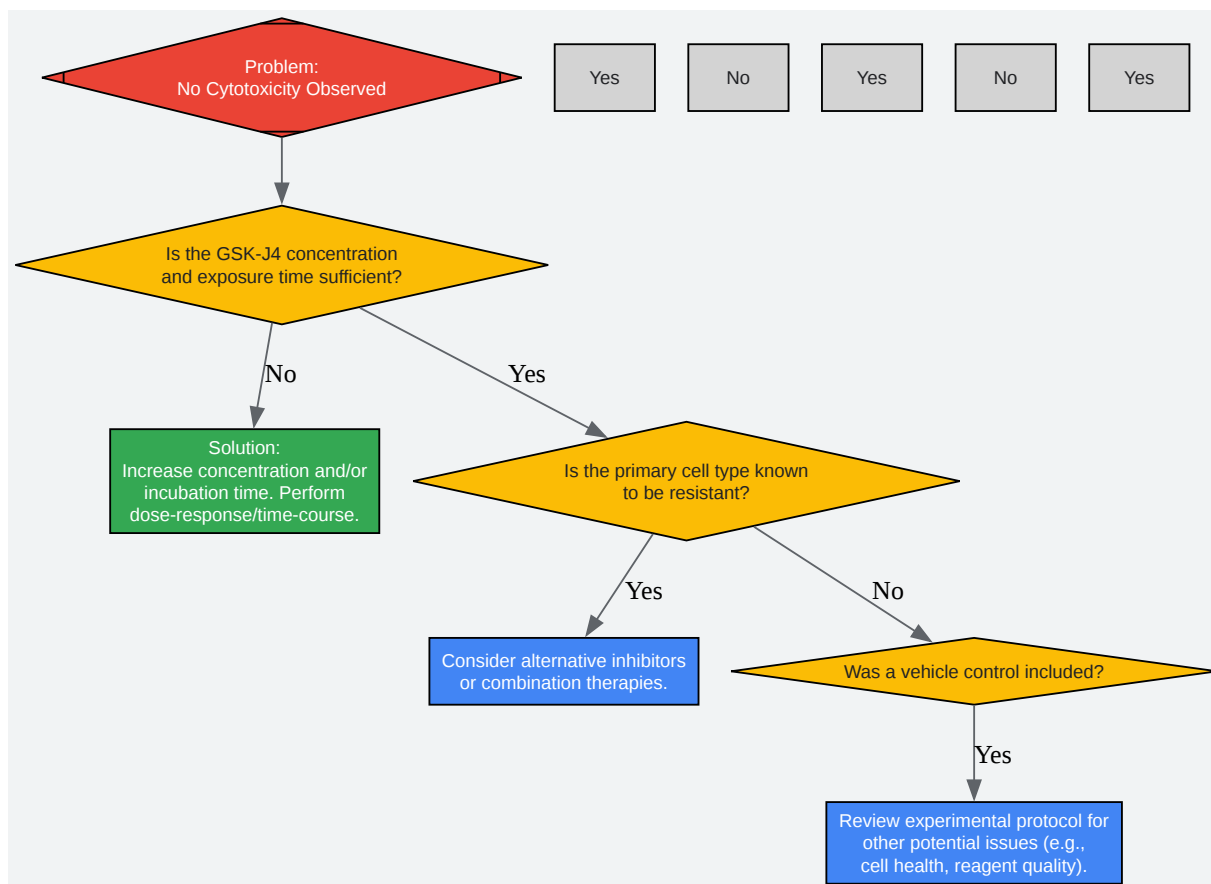 Problem:
No Cytotoxicity Observed
Yes
No
Yes
No
Yes
Is the GSK-J4 concentration
and exposure time sufficient?
No
Yes
Solution:
Increase concentration and/or
incubation time. Perform
dose-response/time-course.
Is the primary cell type known
to be resistant?
Yes
No
Consider alternative inhibitors
or combination therapies.
Was a vehicle control included?
Yes
Review experimental protocol for
other potential issues (e.g.,
cell health, reagent quality).